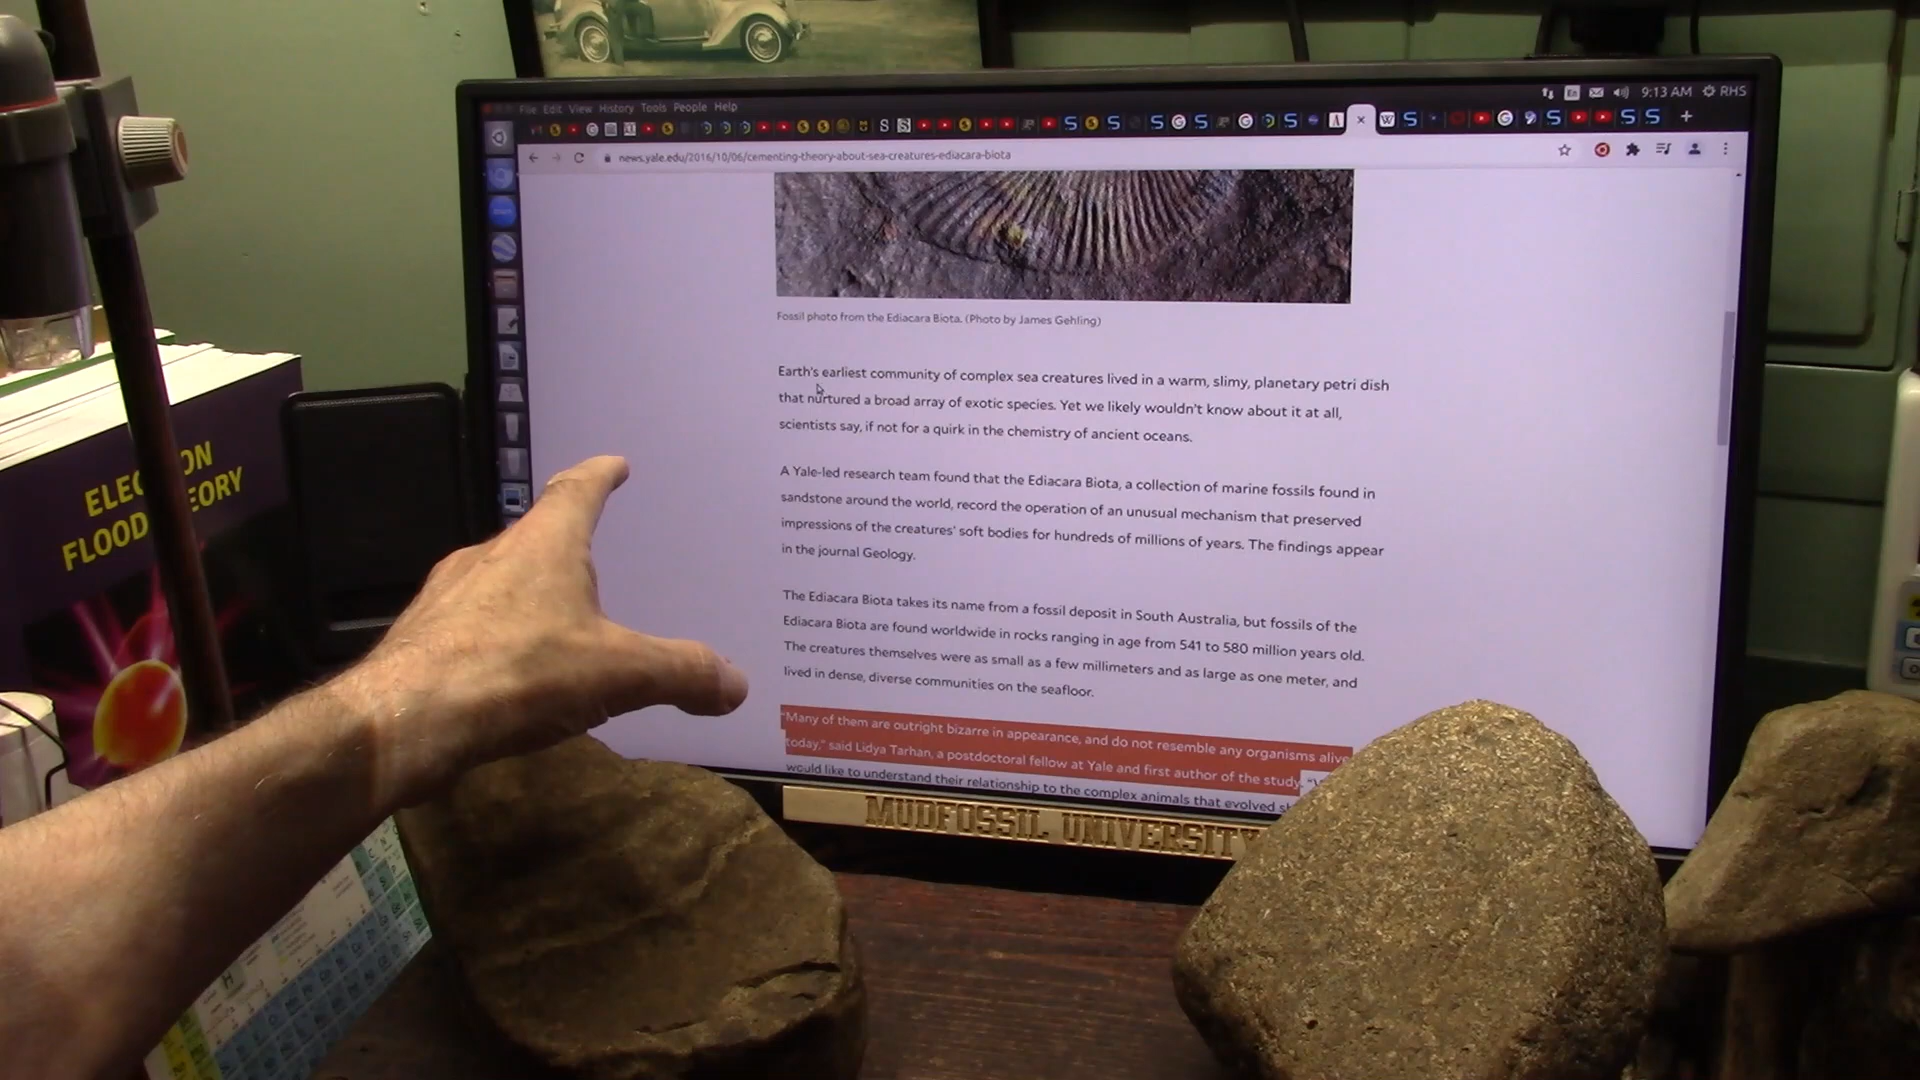 File Edit View History Tools People Help
9:13 AM RHS
news.yale.edu/2016/10/06/cementing-theory-about-sea-creatures-ediacara-biota
Fossil photo from the Ediacara Biota. (Photo by James Gehling)
Earth's earliest community of complex sea creatures lived in a warm, slimy, planetary petri dish
that nurtured a broad array of exotic species. Yet we likely wouldn't know about it at all,
scientists say, if not for a quirk in the chemistry of ancient oceans.
A Yale-led research team found that the Ediacara Biota, a collection of marine fossils found in
sandstone around the world, record the operation of an unusual mechanism that preserved
impressions of the creatures' soft bodies for hundreds of millions of years. The findings appear
in the journal Geology.
The Ediacara Biota takes its name from a fossil deposit in South Australia, but fossils of the
Ediacara Biota are found worldwide in rocks ranging in age from 541 to 580 million years old.
The creatures themselves were as small as a few millimeters and as large as one meter, and
lived in dense, diverse communities on the seafloor.
"Many of them are outright bizarre in appearance, and do not resemble any organisms alive
today," said Lidya Tarhan, a postdoctoral fellow at Yale and first author of the study.
would like to understand their relationship to the complex animals that evolved
MUDFOSSIL UNIVERSITY
FLOOD